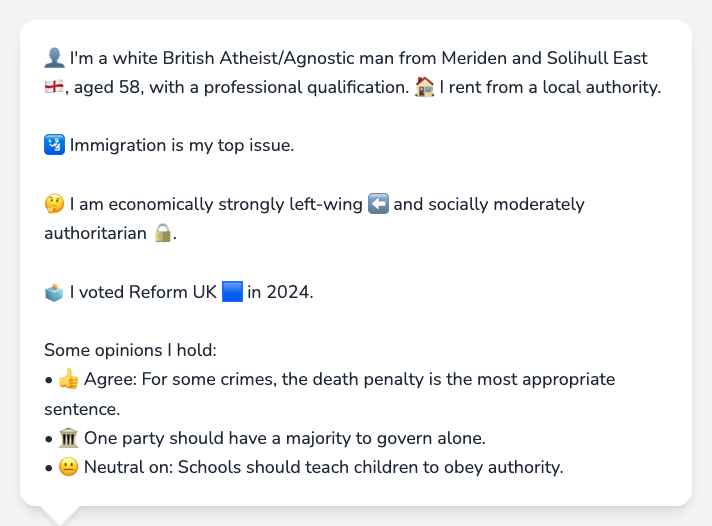 👤 I'm a white British Atheist/Agnostic man from Meriden and Solihull East
🏴󠁧󠁢󠁥󠁮󠁧󠁿, aged 58, with a professional qualification. 🏠 I rent from a local authority.
🛂 Immigration is my top issue.
🤔 I am economically strongly left-wing ⬅️ and socially moderately
authoritarian 🔒.
🗳️ I voted Reform UK 🟦 in 2024.
Some opinions I hold:
• 👍 Agree: For some crimes, the death penalty is the most appropriate
sentence.
• 🏛️ One party should have a majority to govern alone.
• 😐 Neutral on: Schools should teach children to obey authority.